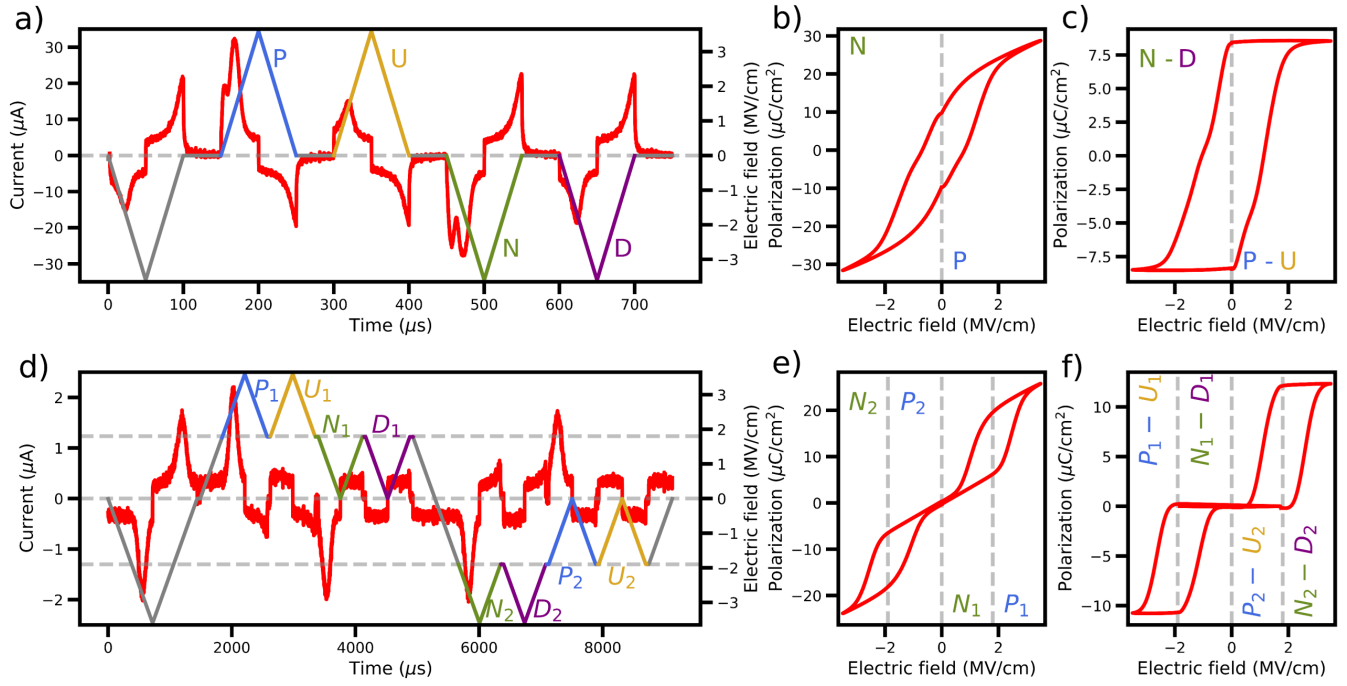 a)
Current (μA)
30
20
10
0
−10
−20
−30
P
U
N
D
3
2
1
0
−1
−2
−3
Electric field (MV/cm)
0
100
200
300
400
500
600
700
Time (μs)
b)
Polarization (μC/cm²)
30
20
10
0
−10
−20
−30
N
P
−2
0
2
Electric field (MV/cm)
c)
Polarization (μC/cm²)
7.5
5.0
2.5
0.0
−2.5
−5.0
−7.5
N - D
P - U
−2
0
2
Electric field (MV/cm)
d)
Current (μA)
2
1
0
−1
−2
P₁
U₁
N₁
D₁
N₂
D₂
P₂
U₂
3
2
1
0
−1
−2
−3
Electric field (MV/cm)
0
2000
4000
6000
8000
Time (μs)
e)
Polarization (μC/cm²)
20
10
0
−10
−20
N₂
P₂
N₁
P₁
−2
0
2
Electric field (MV/cm)
f)
Polarization (μC/cm²)
10
5
0
−5
−10
P₁ − U₁
N₁ − D₁
P₂ − U₂
N₂ − D₂
−2
0
2
Electric field (MV/cm)